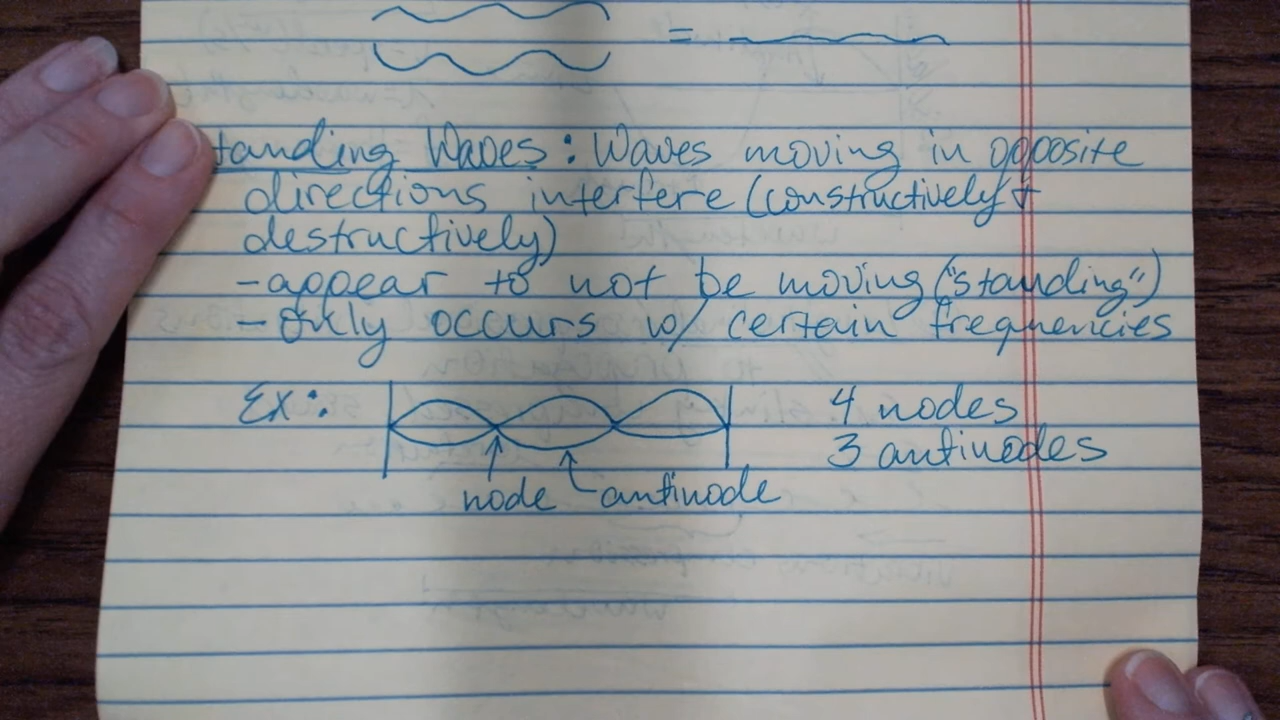 =
tanding Waves: Waves moving in opposite
directions interfere (constructively &
destructively)
- appear to not be moving ("standing")
- only occurs w/ certain frequencies
Ex:
4 nodes
3 antinodes
node antinode